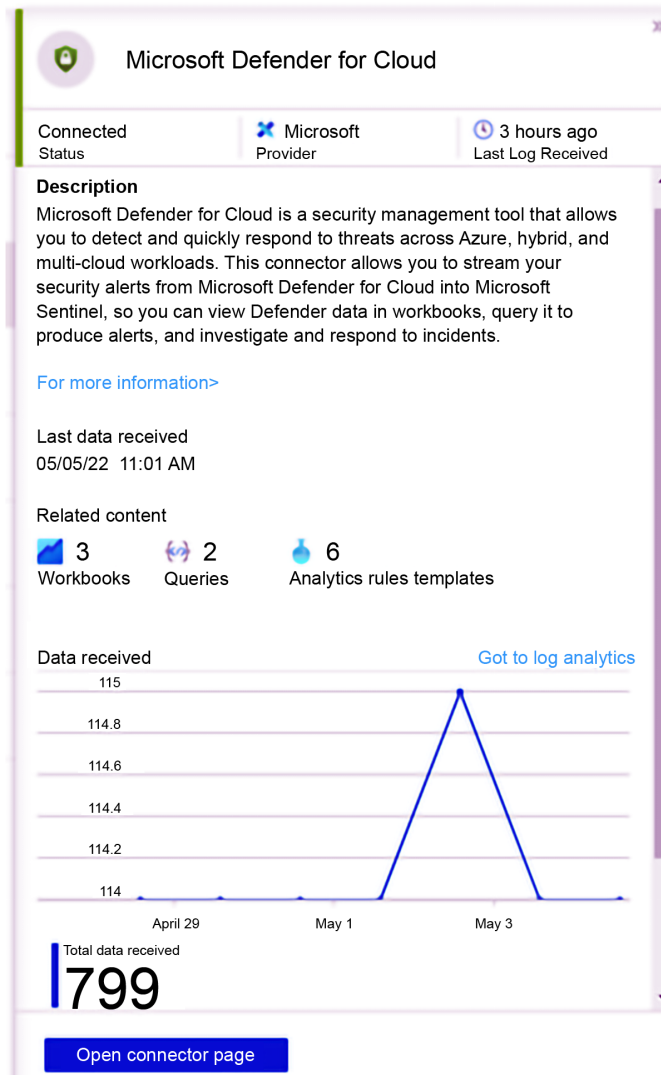 Microsoft Defender for Cloud
Connected
Status
Microsoft
Provider
3 hours ago
Last Log Received
Description
Microsoft Defender for Cloud is a security management tool that allows
you to detect and quickly respond to threats across Azure, hybrid, and
multi-cloud workloads. This connector allows you to stream your
security alerts from Microsoft Defender for Cloud into Microsoft
Sentinel, so you can view Defender data in workbooks, query it to
produce alerts, and investigate and respond to incidents.
For more information>
Last data received
05/05/22 11:01 AM
Related content
3
Workbooks
2
Queries
6
Analytics rules templates
Data received
Got to log analytics
115
114.8
114.6
114.4
114.2
114
April 29
May 1
May 3
Total data received
799
Open connector page